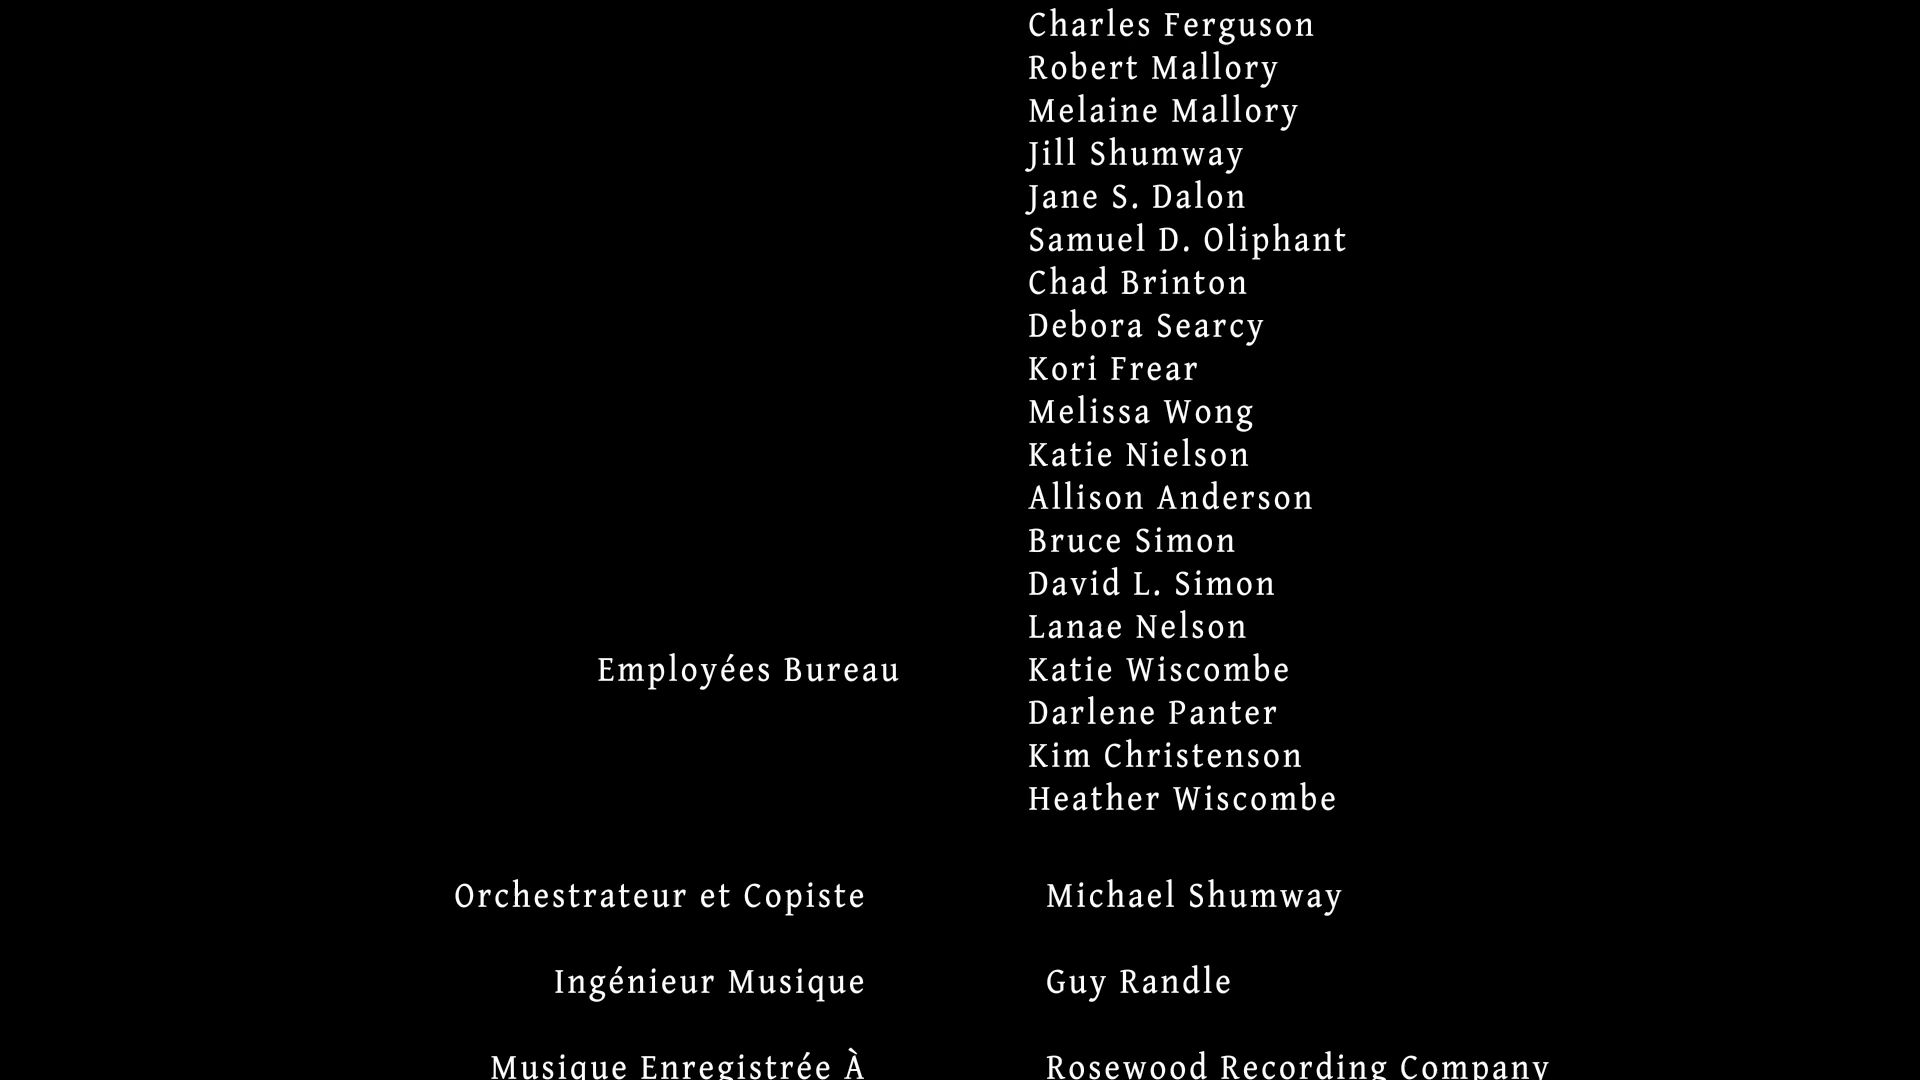 Charles Ferguson
Robert Mallory
Melaine Mallory
Jill Shumway
Jane S. Dalon
Samuel D. Oliphant
Chad Brinton
Debora Searcy
Kori Frear
Melissa Wong
Katie Nielson
Allison Anderson
Bruce Simon
David L. Simon
Lanae Nelson
Employées Bureau Katie Wiscombe
Darlene Panter
Kim Christenson
Heather Wiscombe
Orchestrateur et Copiste Michael Shumway
Ingénieur Musique Guy Randle
Musique Enregistrée À Rosewood Recording Company